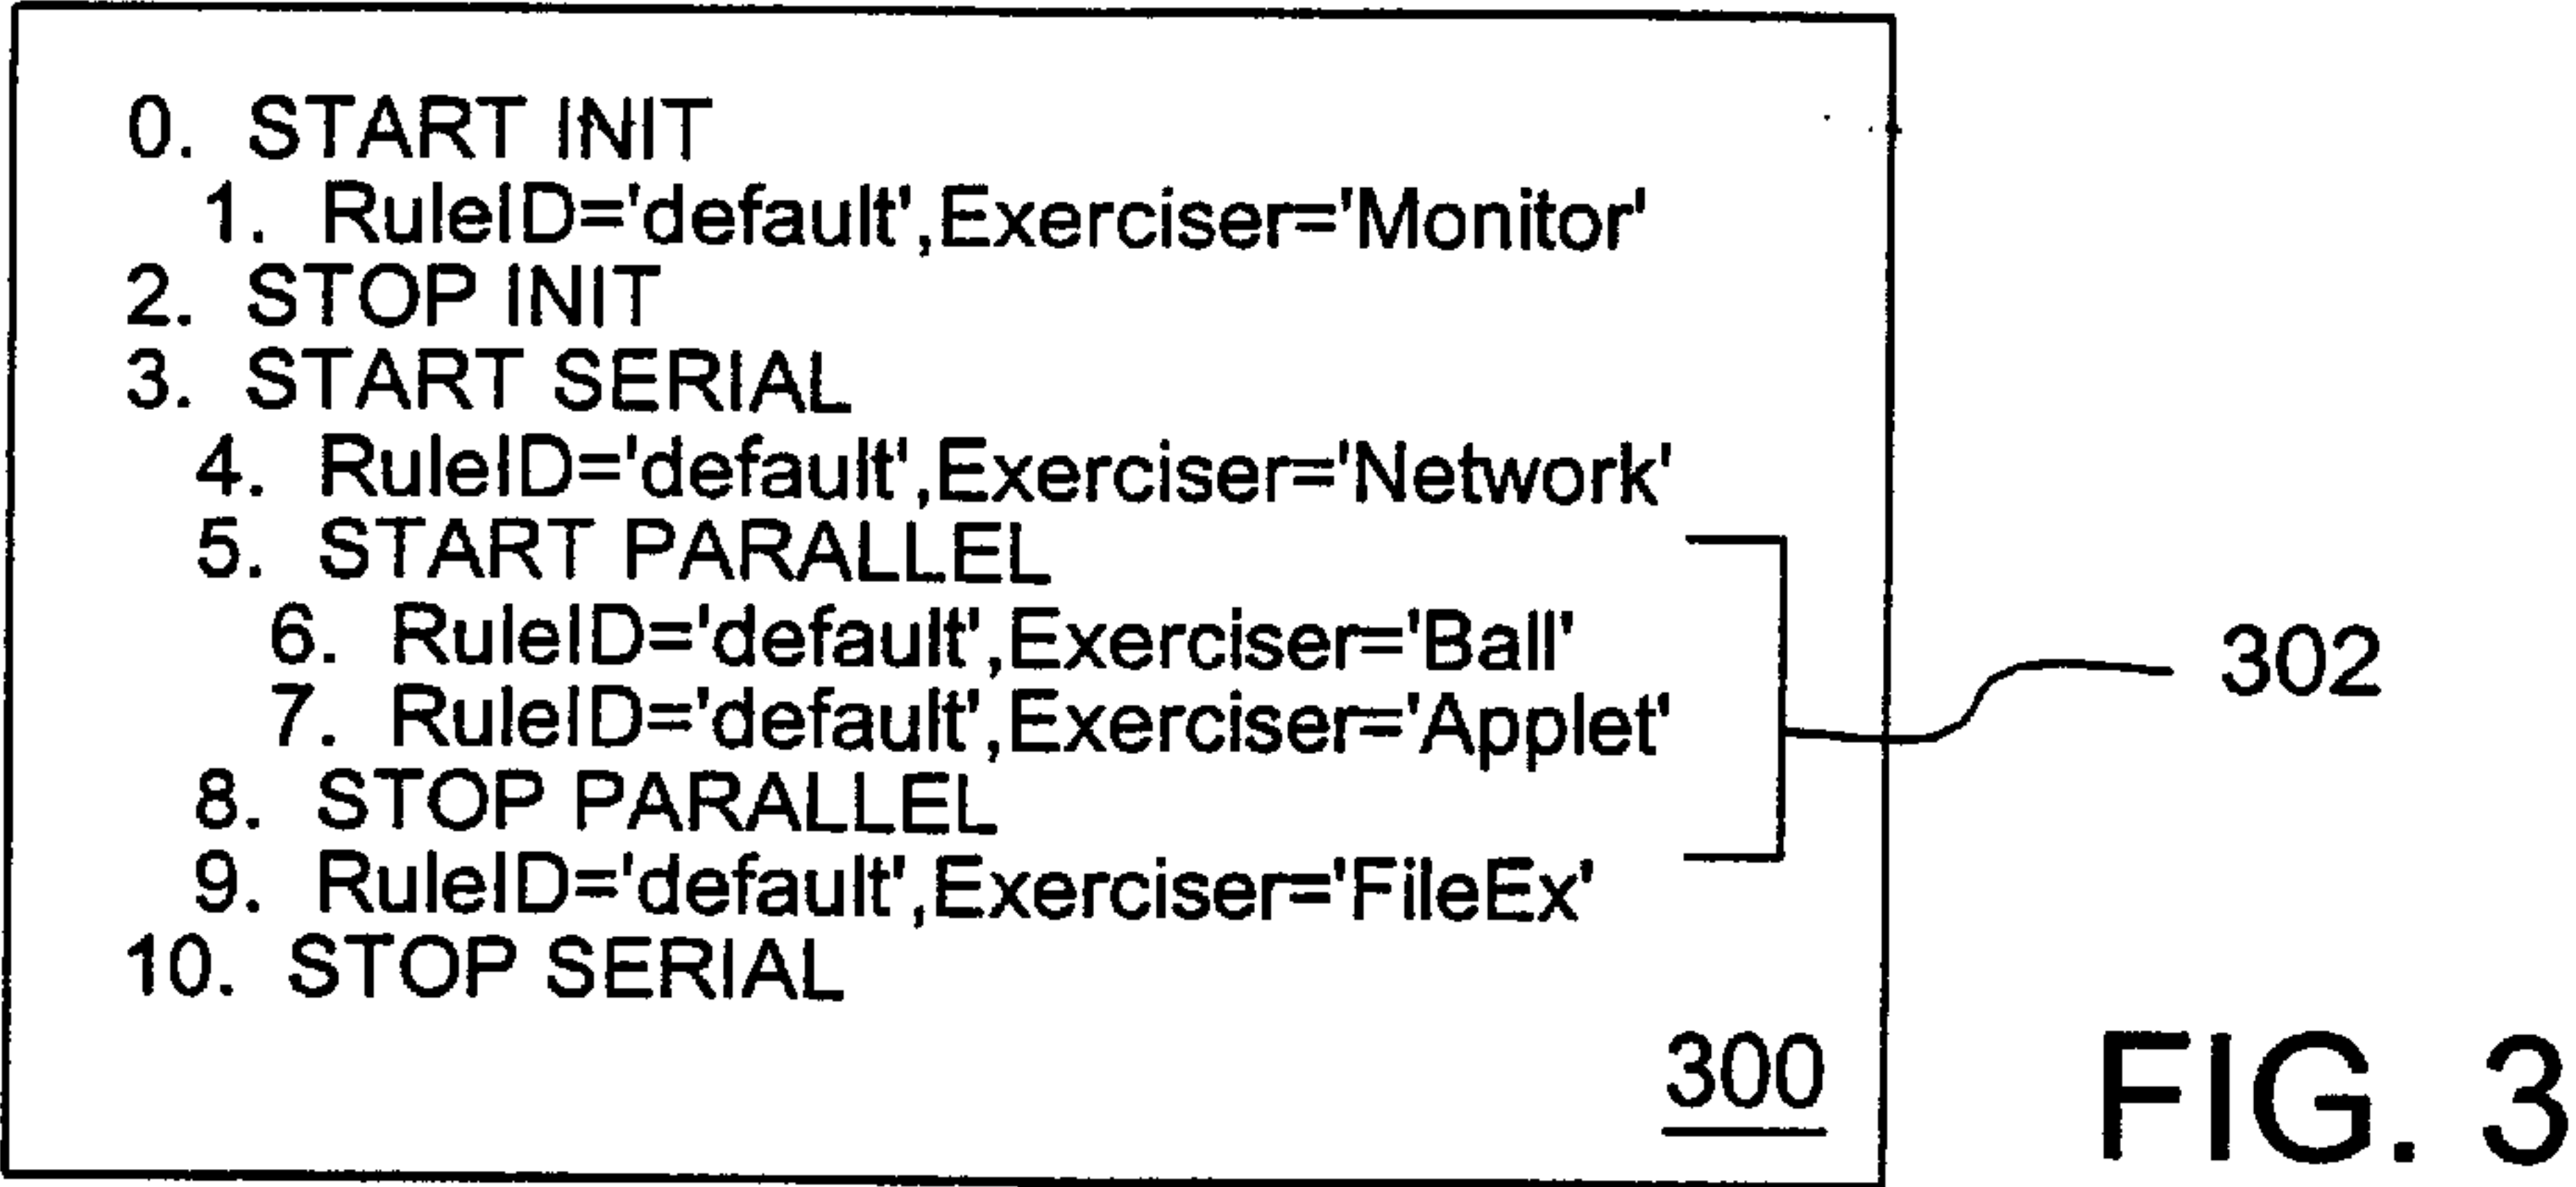 0. START INIT
1. RuleID='default',Exerciser='Monitor'
2. STOP INIT
3. START SERIAL
4. RuleID='default',Exerciser='Network'
5. START PARALLEL
6. RuleID='default',Exerciser='Ball'
7. RuleID='default',Exerciser='Applet'
8. STOP PARALLEL
9. RuleID='default',Exerciser='FileEx'
10. STOP SERIAL
302
300
FIG. 3